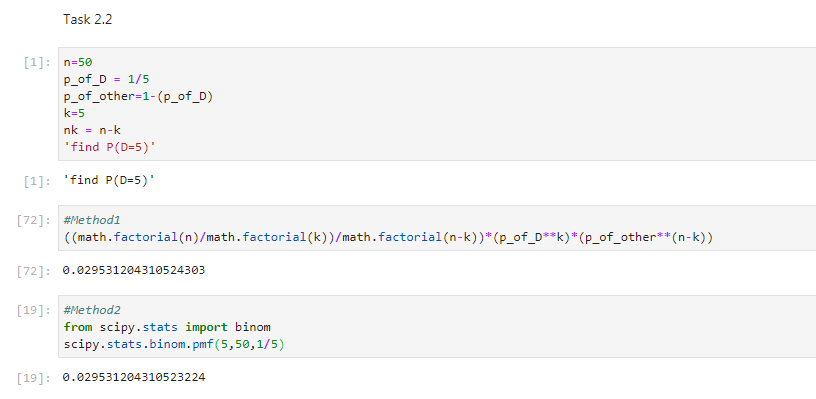 Task 2.2
[1]: n=50
p_of_D = 1/5
p_of_other=1-(p_of_D)
k=5
nk = n-k
'find P(D=5)'
[1]: 'find P(D=5)'
[72]: #Method1
((math.factorial(n)/math.factorial(k))/math.factorial(n-k))*(p_of_D**k)*(p_of_other**(n-k))
[72]: 0.029531204310524303
[19]: #Method2
from scipy.stats import binom
scipy.stats.binom.pmf(5,50,1/5)
[19]: 0.029531204310523224